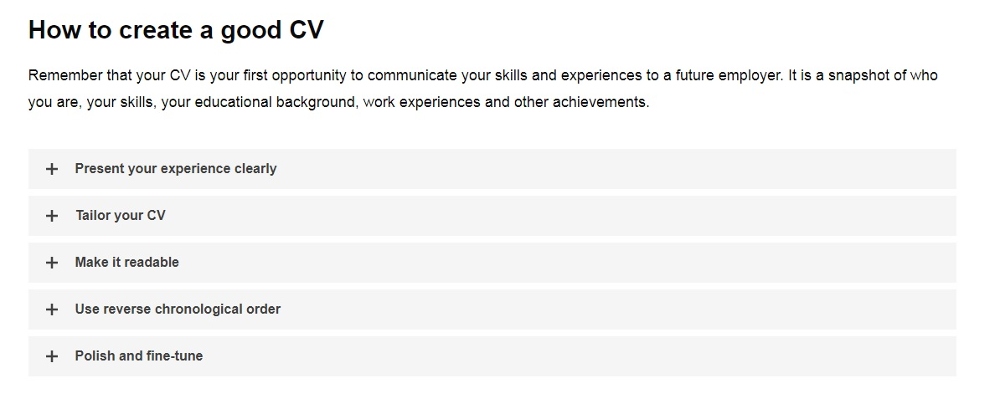 How to create a good CV
Remember that your CV is your first opportunity to communicate your skills and experiences to a future employer. It is a snapshot of who
you are, your skills, your educational background, work experiences and other achievements.
+ Present your experience clearly
+ Tailor your CV
+ Make it readable
+ Use reverse chronological order
+ Polish and fine-tune